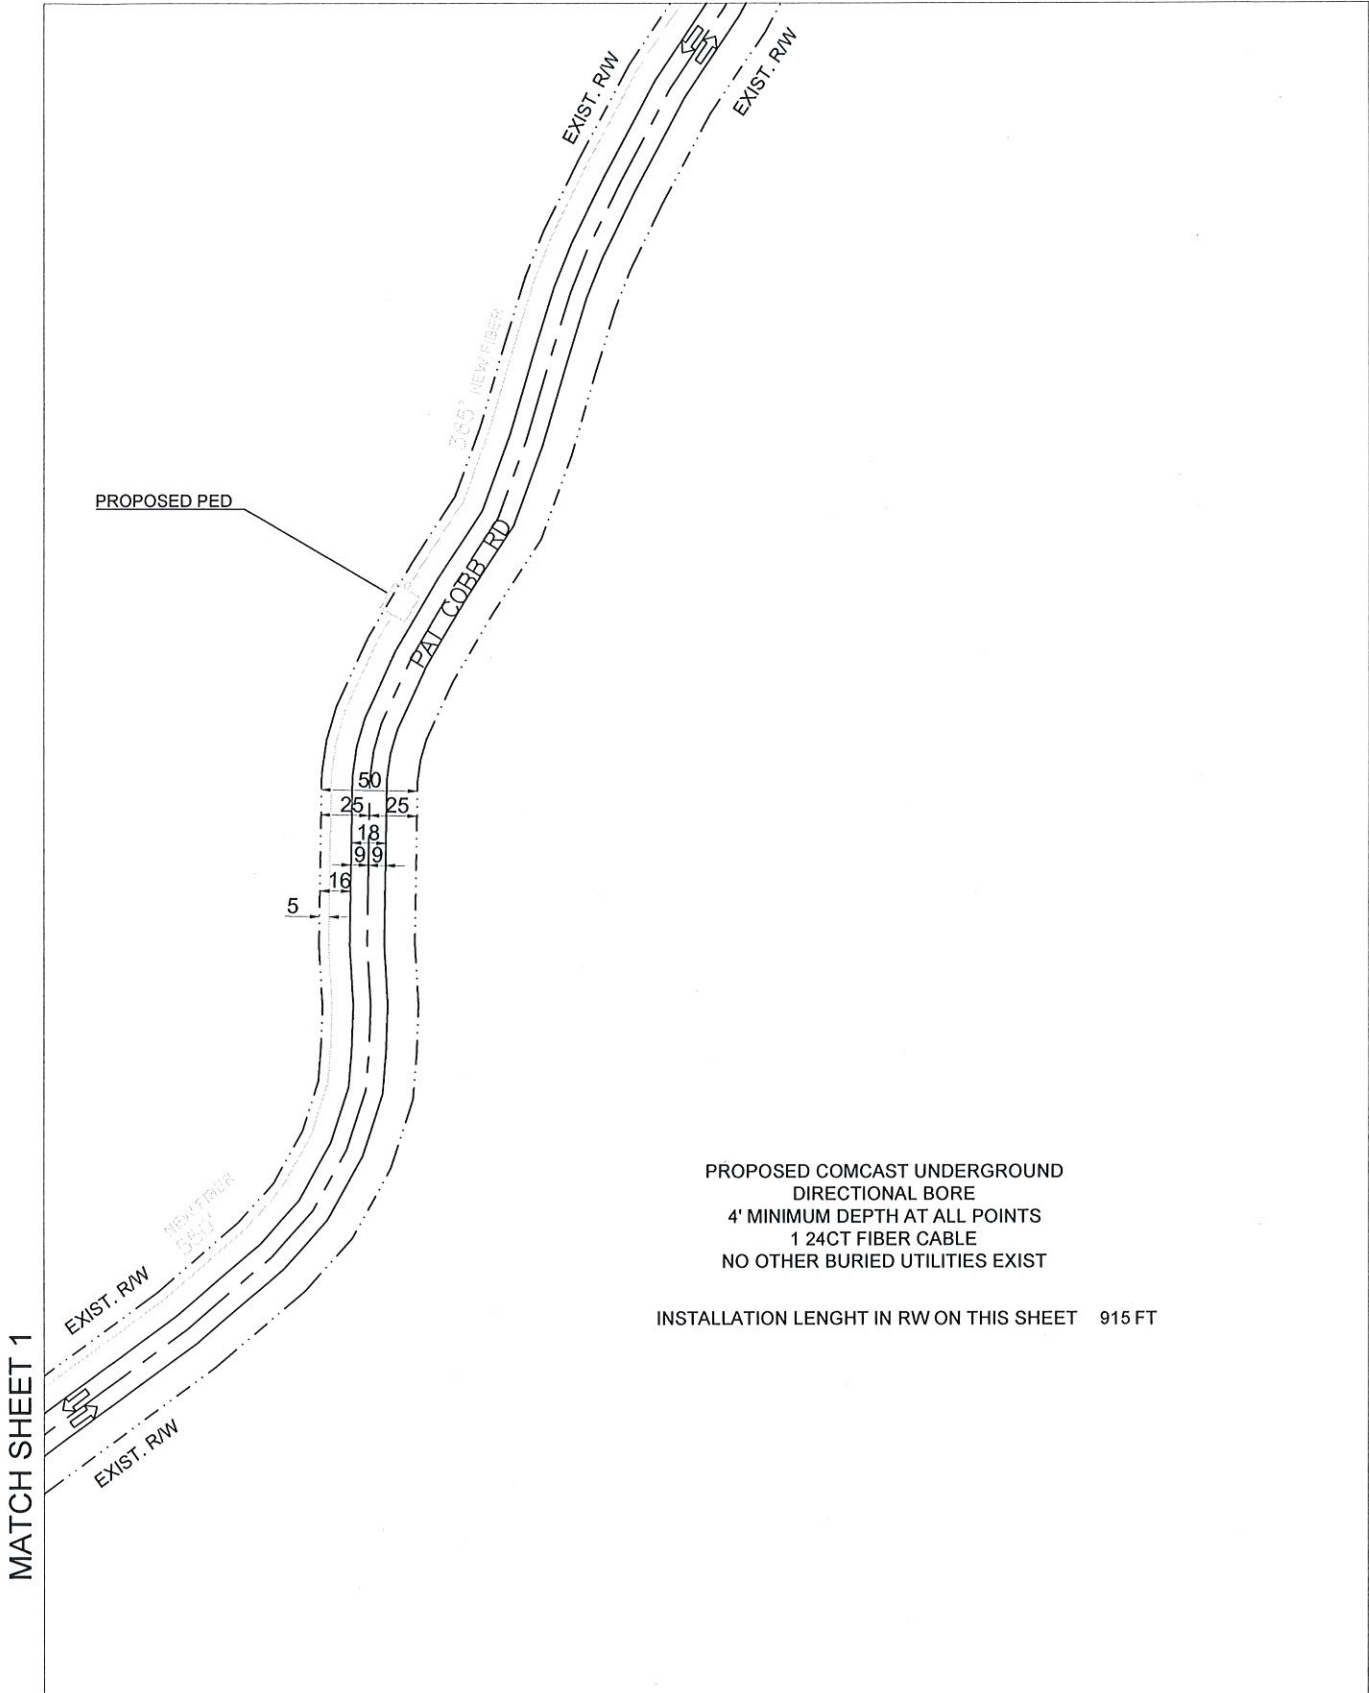 EXIST. R/W
EXIST. R/W
365' NEW FIBER
PROPOSED PED
PAT COBB RD
50
25 25
18
9 9
16
5
NEW FIBER
550'
EXIST. R/W
EXIST. R/W
MATCH SHEET 1
PROPOSED COMCAST UNDERGROUND
DIRECTIONAL BORE
4' MINIMUM DEPTH AT ALL POINTS
1 24CT FIBER CABLE
NO OTHER BURIED UTILITIES EXIST
INSTALLATION LENGHT IN RW ON THIS SHEET 915 FT